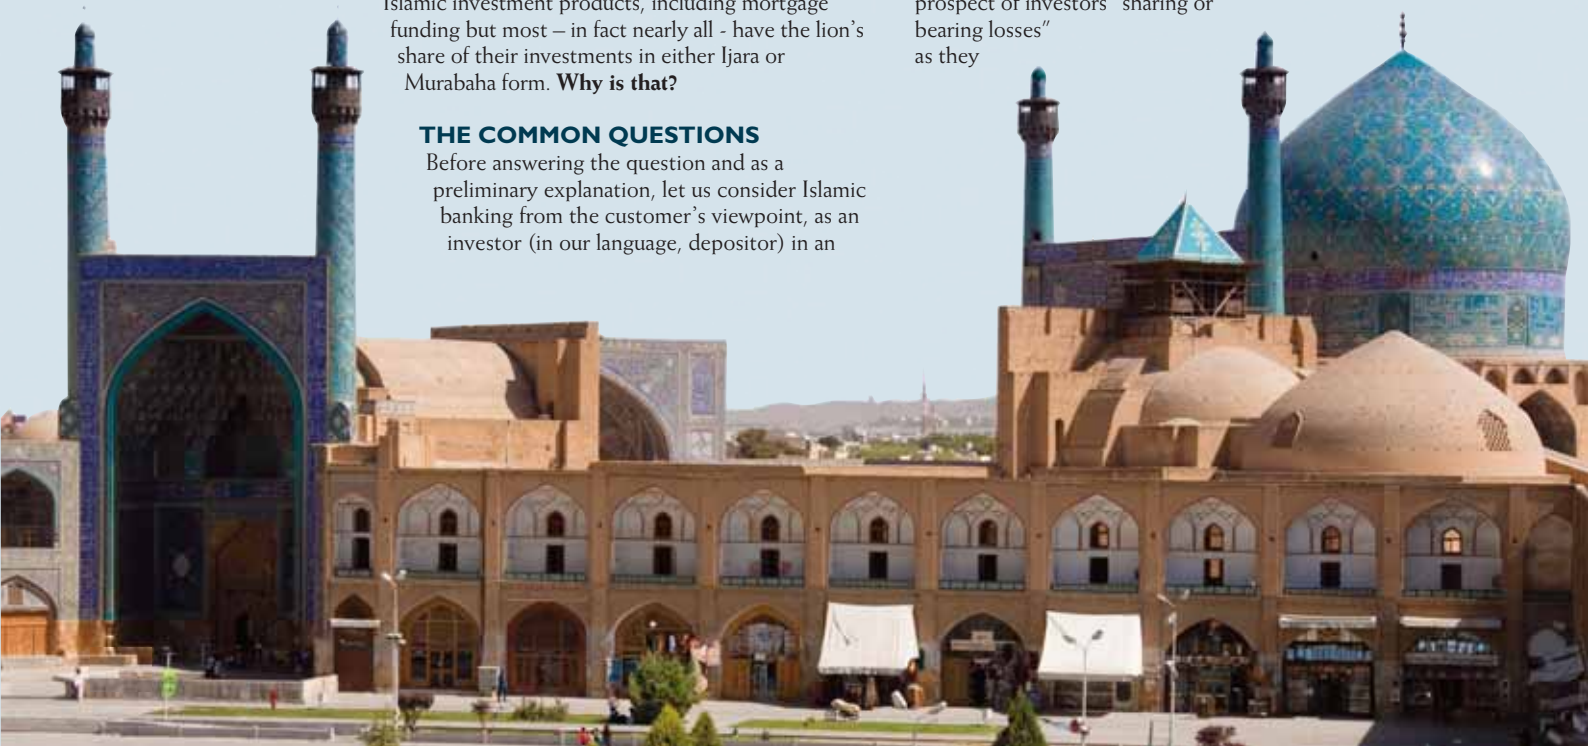 Islamic investment products, including mortgage
funding but most – in fact nearly all - have the lion’s
share of their investments in either Ijara or
Murabaha form. Why is that?
THE COMMON QUESTIONS
Before answering the question and as a
preliminary explanation, let us consider Islamic
banking from the customer’s viewpoint, as an
investor (in our language, depositor) in an
prospect of investors “sharing or
bearing losses”
as they